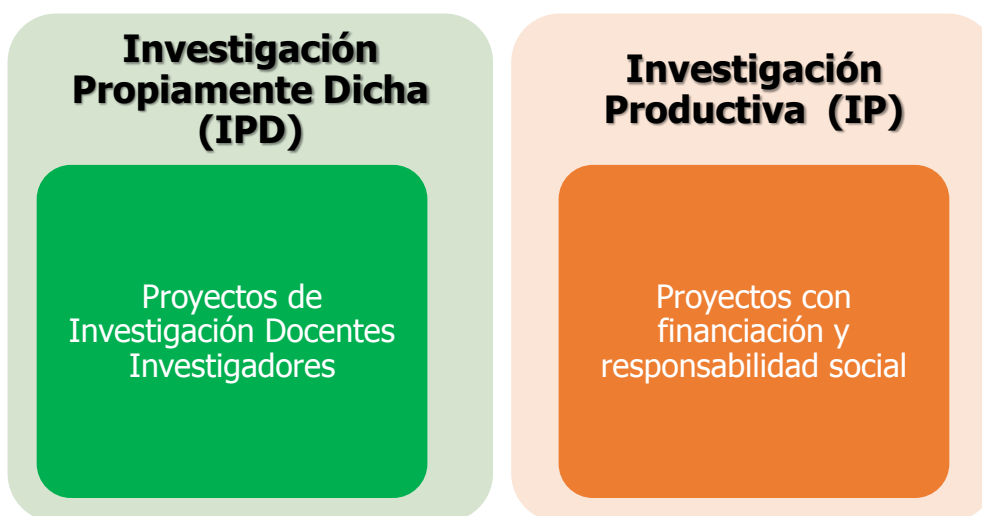 Investigación
Propiamente Dicha
(IPD)
Proyectos de
Investigación Docentes
Investigadores
Investigación
Productiva (IP)
Proyectos con
financiación y
responsabilidad social